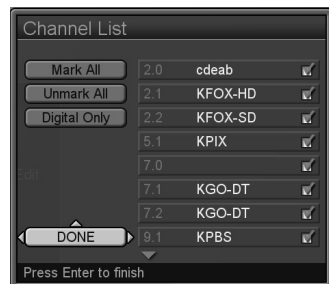 Channel List
Mark All
Unmark All
Digital Only
Edit
DONE
2.0 cdeab
2.1 KFOX-HD
2.2 KFOX-SD
5.1 KPIX
7.0
7.1 KGO-DT
7.2 KGO-DT
9.1 KPBS
Press Enter to finish